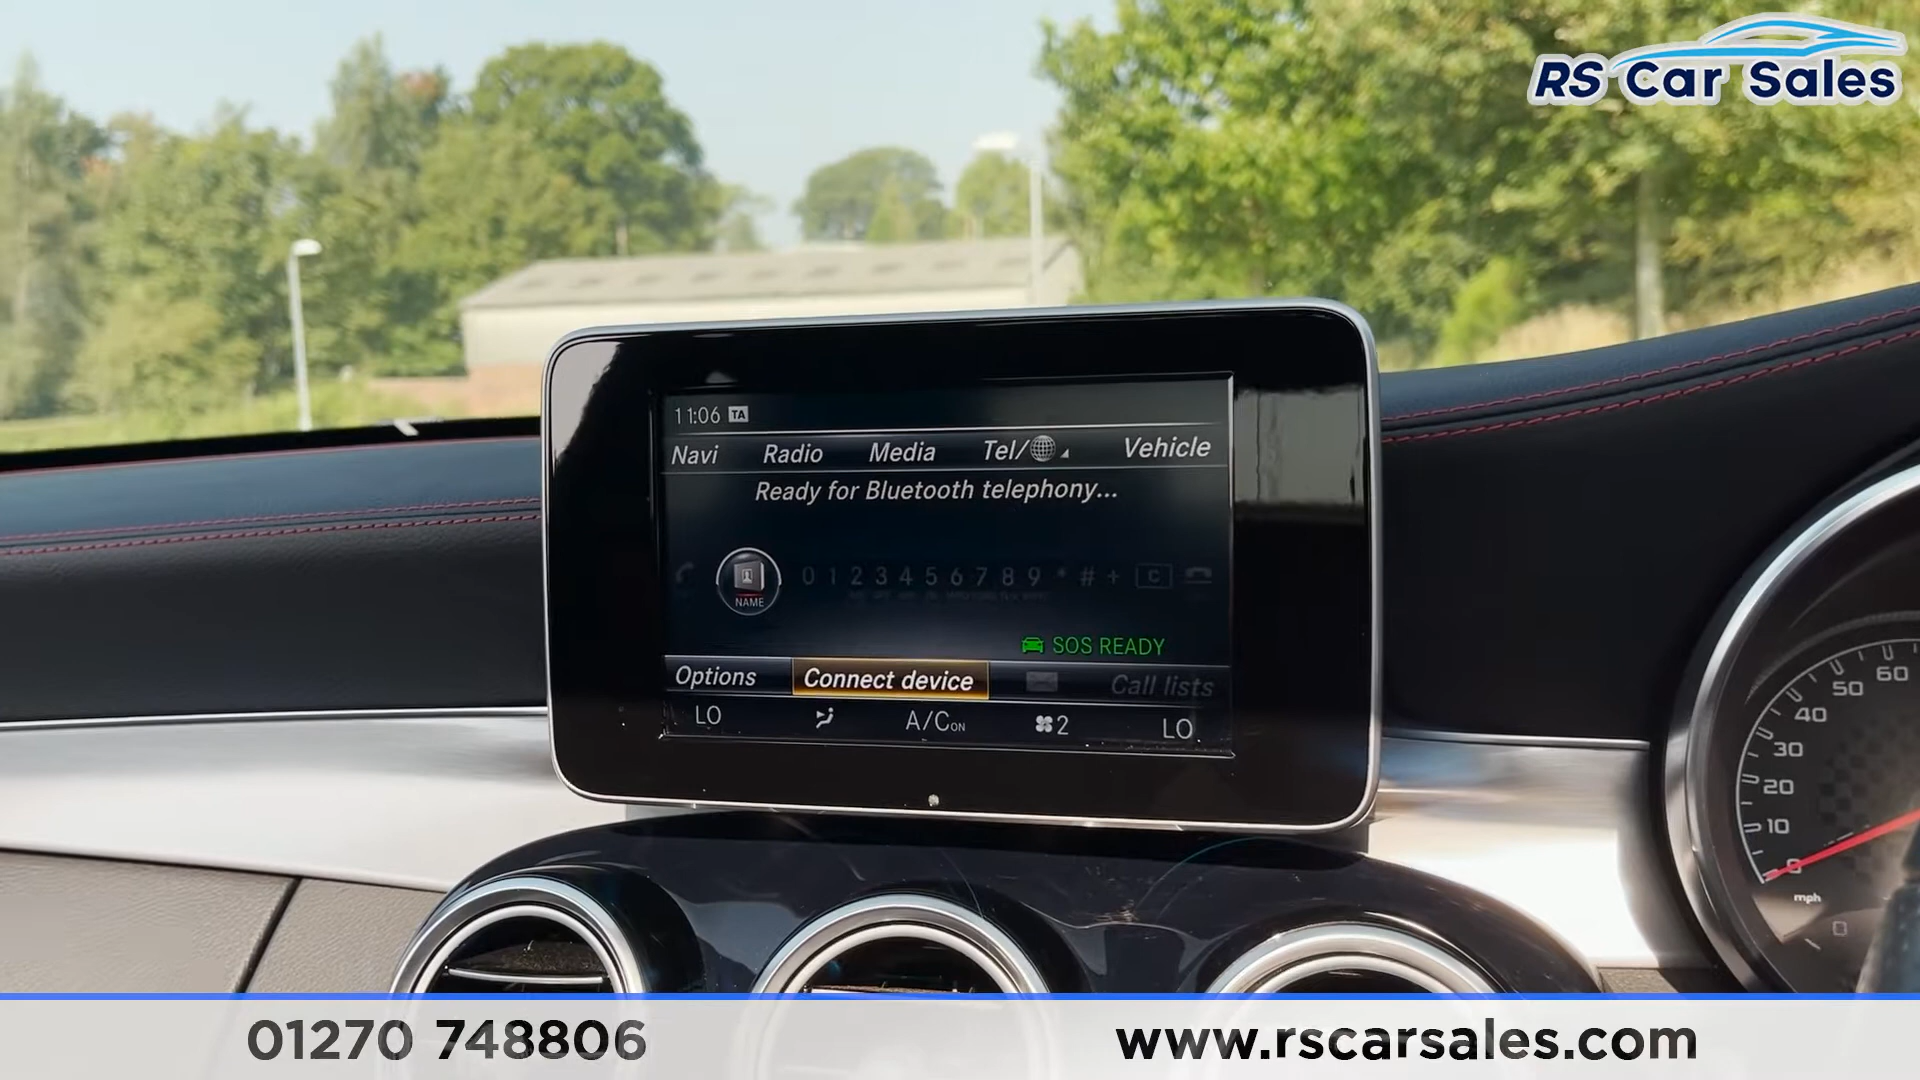 RS Car Sales
11:06 TA
Navi Radio Media Tel/ Vehicle
Ready for Bluetooth telephony...
NAME
0 1 2 3 4 5 6 7 8 9 * # + C
SOS READY
Options Connect device Call lists
LO A/C ON 2 LO
60
50
40
30
20
10
0
mph
01270 748806 www.rscarsales.com